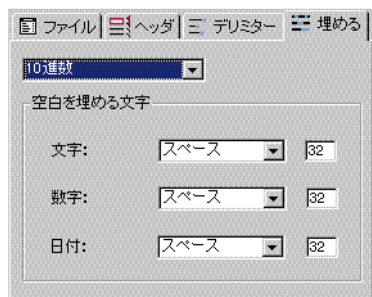 ファイル ヘッダ デリミター 埋める
10進数
空白を埋める文字
文字: スペース 32
数字: スペース 32
日付: スペース 32